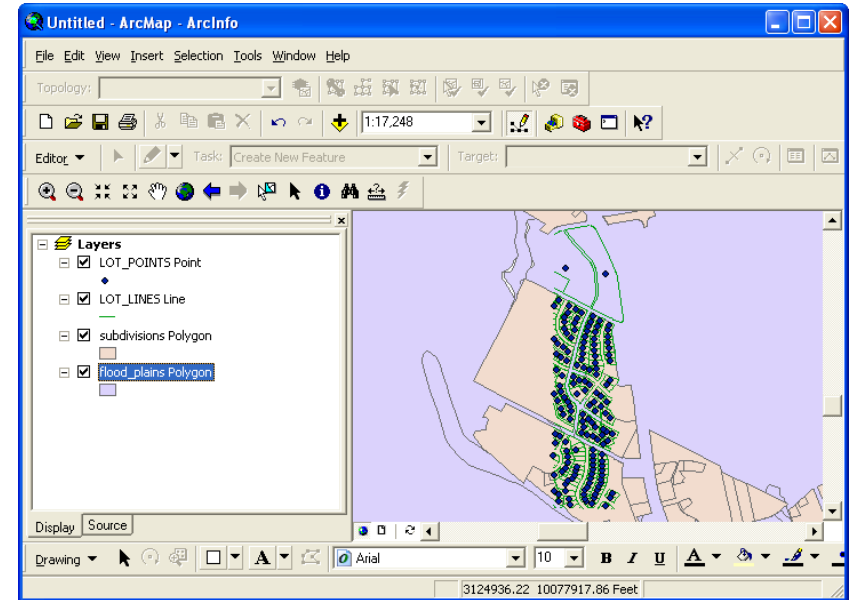 Untitled - ArcMap - ArcInfo
File Edit View Insert Selection Tools Window Help
Topology:
1:17,248
Editor Task: Create New Feature Target:
Layers
LOT_POINTS Point
LOT_LINES Line
subdivisions Polygon
flood_plains Polygon
Display Source
Drawing A Arial 10 B I U A
3124936.22 10077917.86 Feet